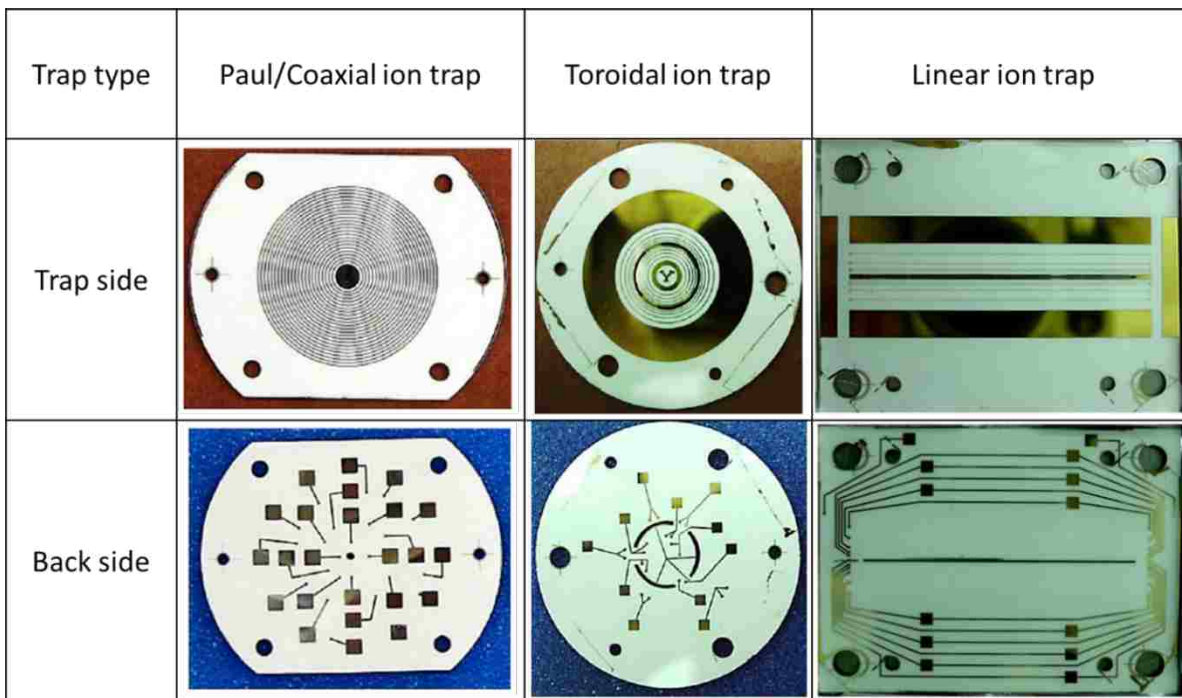 Trap type
Paul/Coaxial ion trap
Toroidal ion trap
Linear ion trap
Trap side
Y
Back side